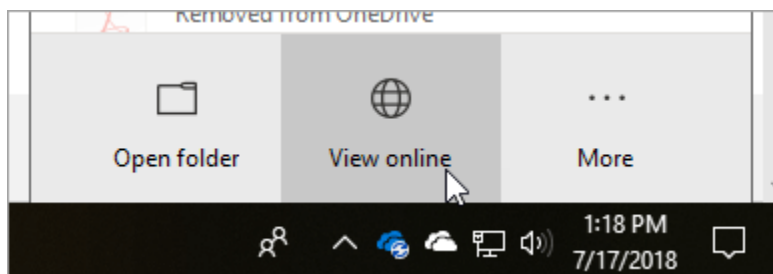 Removed from OneDrive
Open folder
View online
More
1:18 PM
7/17/2018